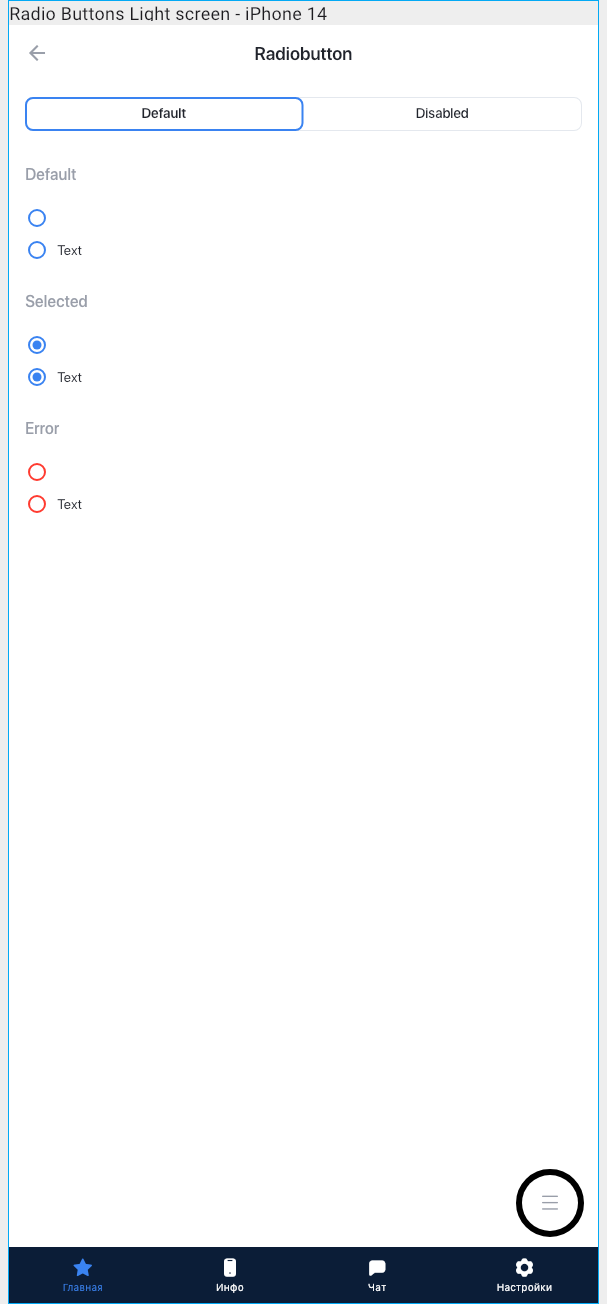 Radio Buttons Light screen - iPhone 14
Radiobutton
Default Disabled
Default
Text
Selected
Text
Error
Text
Главная Инфо Чат Настройки